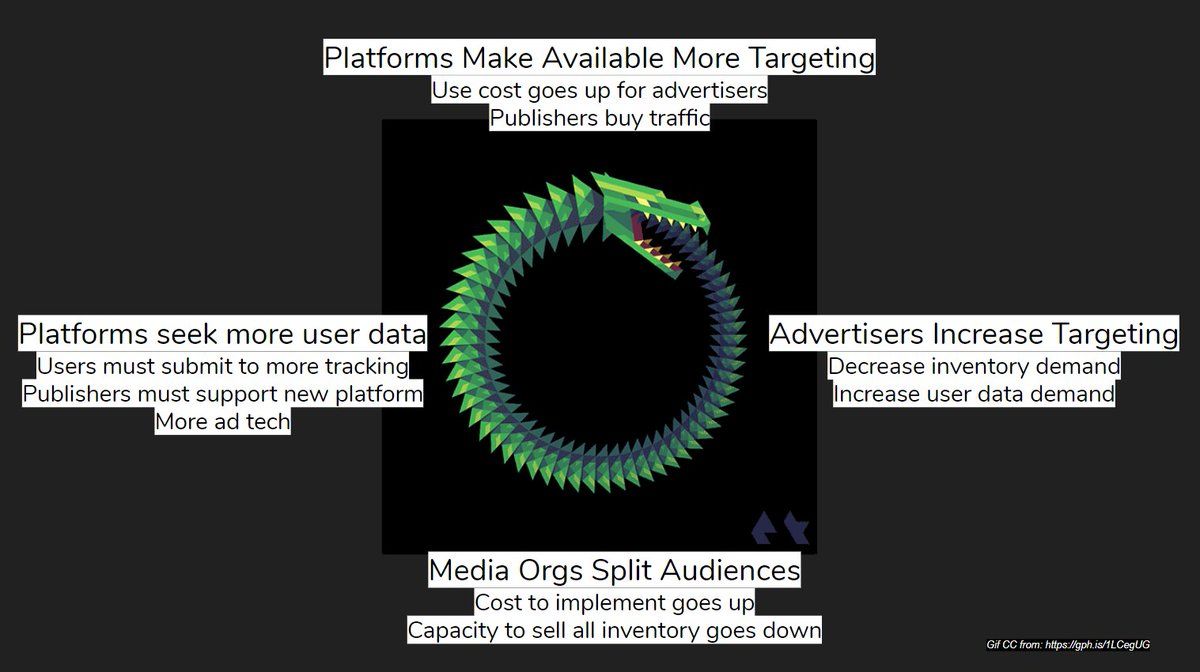 Platforms Make Available More Targeting
Use cost goes up for advertisers
Publishers buy traffic
Platforms seek more user data
Users must submit to more tracking
Publishers must support new platform
More ad tech
Advertisers Increase Targeting
Decrease inventory demand
Increase user data demand
Media Orgs Split Audiences
Cost to implement goes up
Capacity to sell all inventory goes down
Gif CC from: https://gph.is/1LCegUG